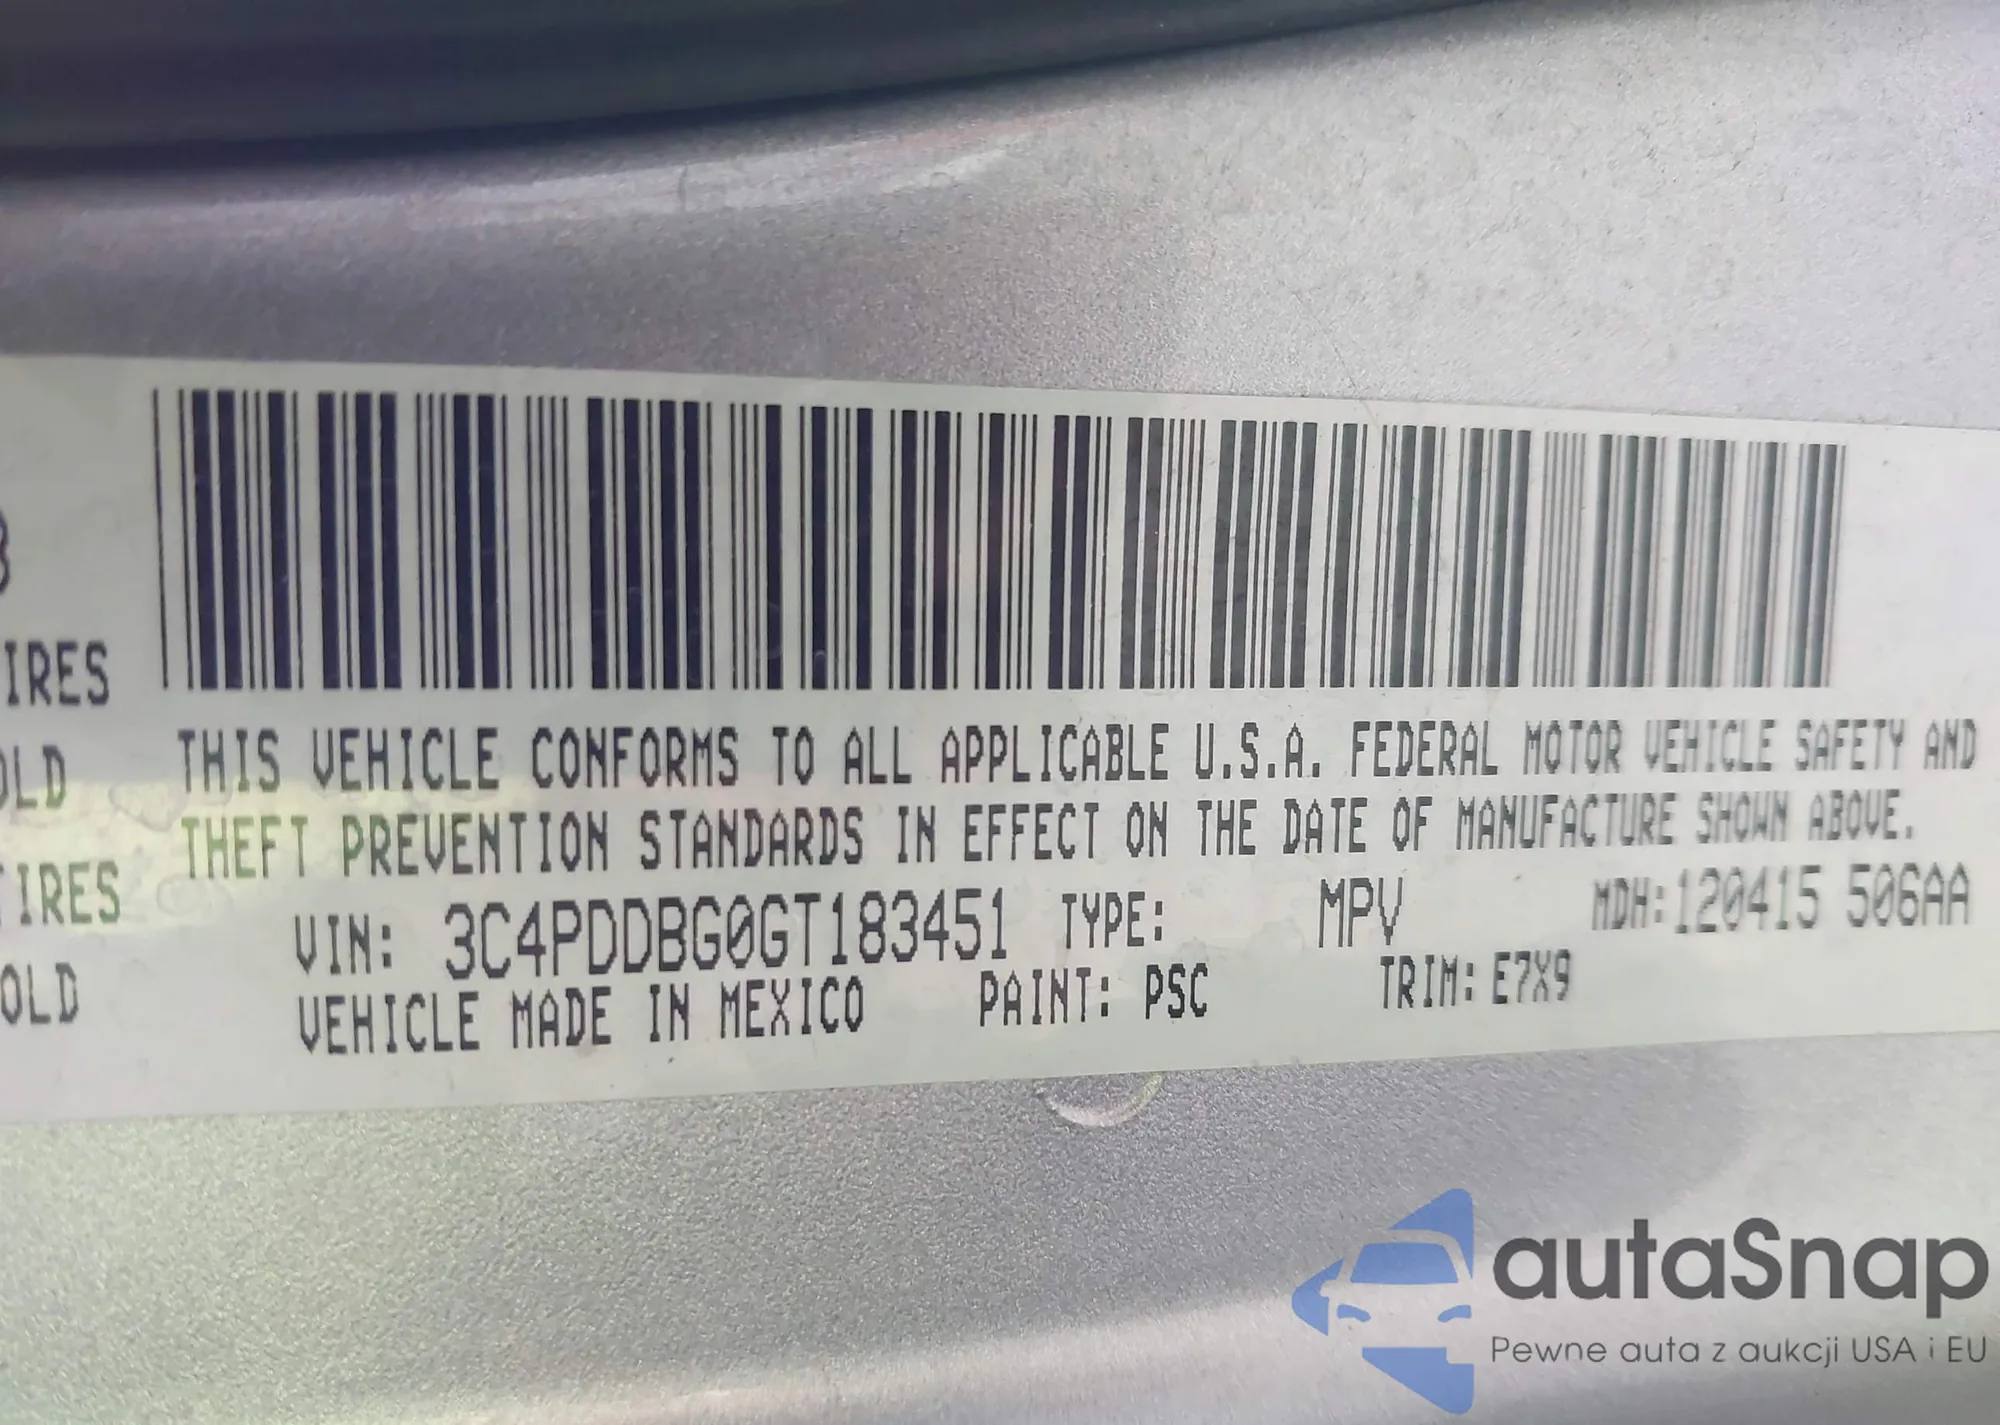 3
IRES
OLD
THIS VEHICLE CONFORMS TO ALL APPLICABLE U.S.A. FEDERAL MOTOR VEHICLE SAFETY AND
THEFT PREVENTION STANDARDS IN EFFECT ON THE DATE OF MANUFACTURE SHOWN ABOVE.
TIRES
VIN: 3C4PDDBG0GT183451 TYPE: MPV MDH:120415 506AA
OLD
VEHICLE MADE IN MEXICO PAINT: PSC TRIM: E7X9
autaSnap
Pewne auta z aukcji USA i EU